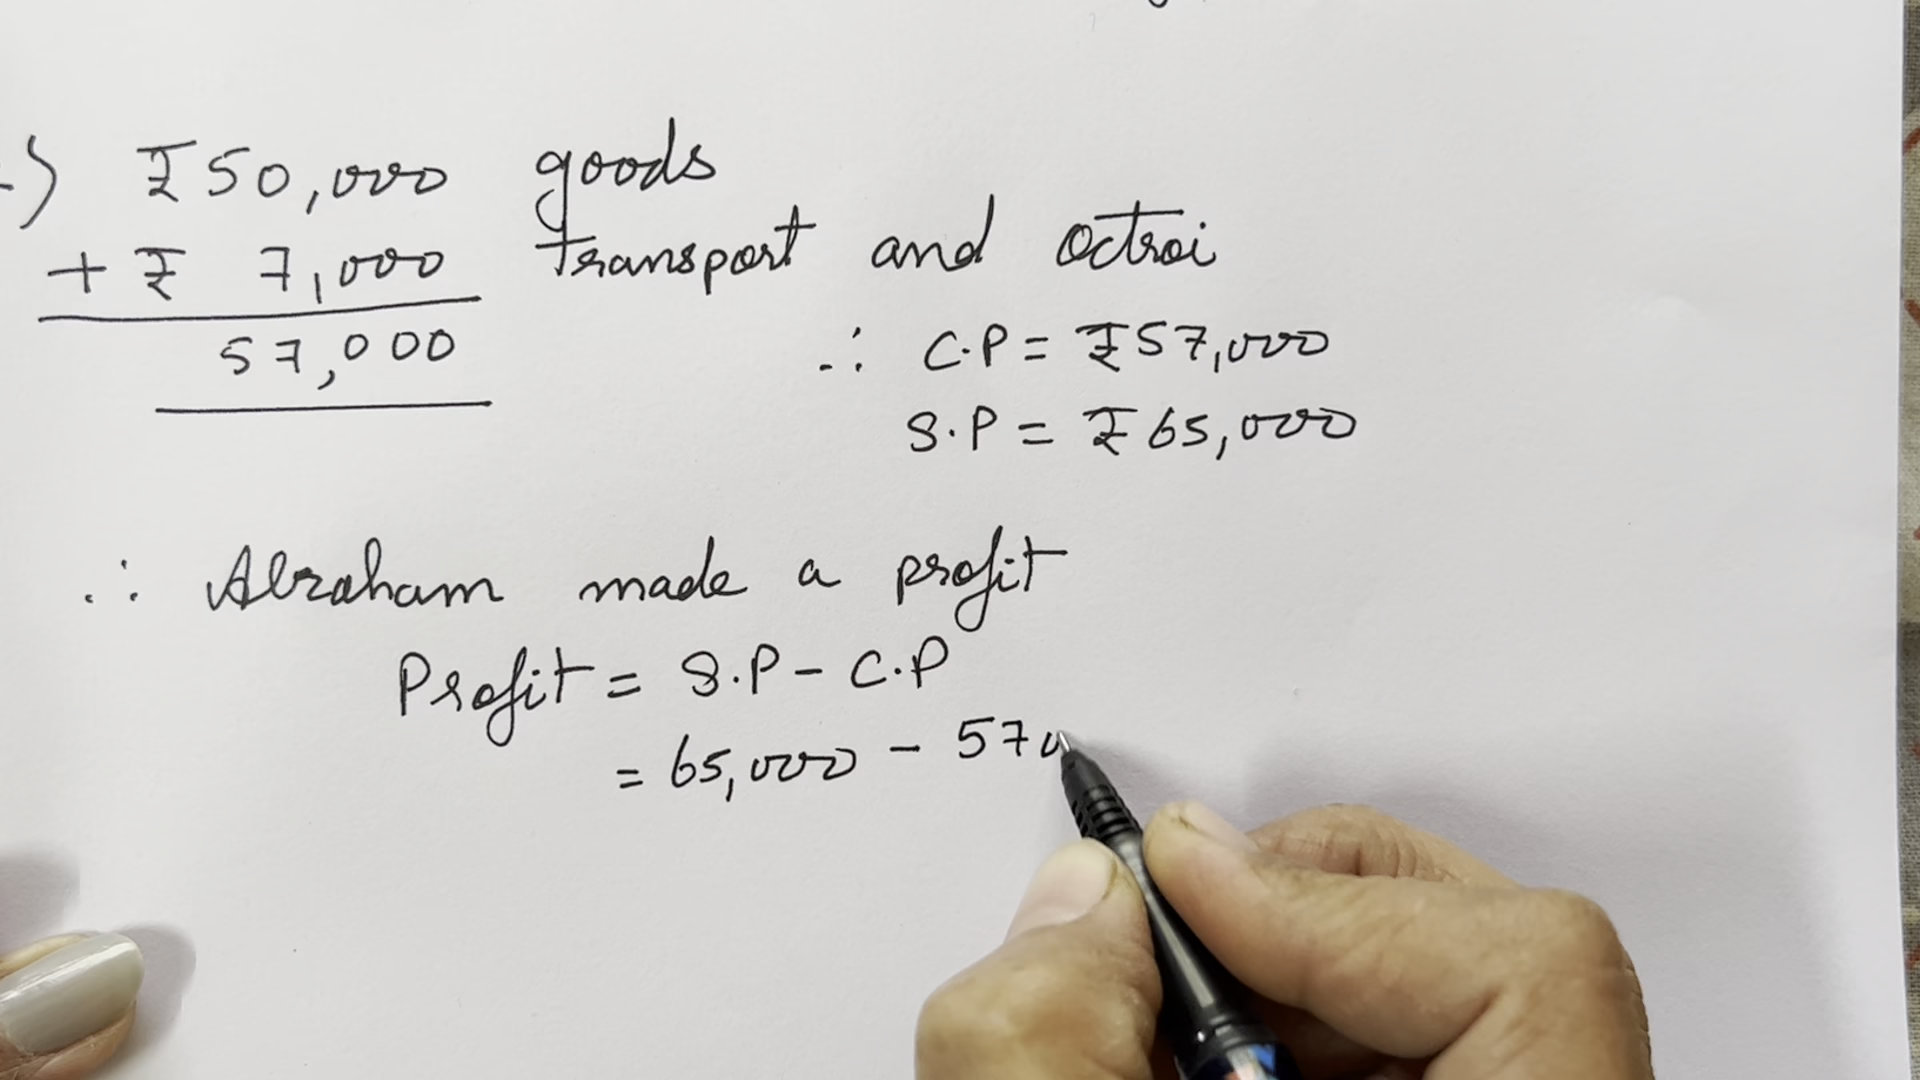 ) ₹50,000 goods
+ ₹ 7,000 transport and octroi
57,000
∴ C.P = ₹57,000
S.P = ₹65,000
∴ Abraham made a profit
Profit = S.P - C.P
= 65,000 - 570